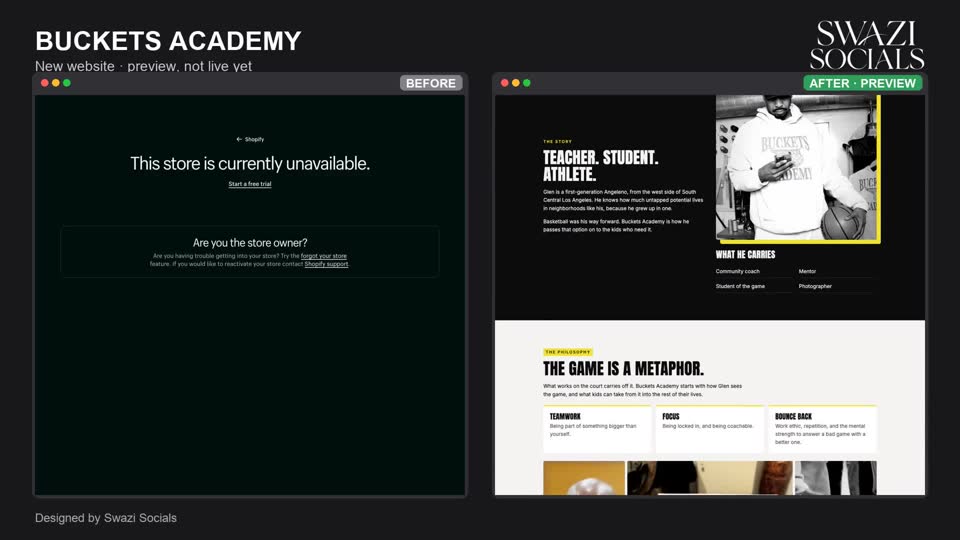 BUCKETS ACADEMY
New website · preview, not live yet
SWAZI
SOCIALS
BEFORE
← Shopify
This store is currently unavailable.
Start a free trial
Are you the store owner?
Are you having trouble getting into your store? Try the forgot your store
feature. If you would like to reactivate your store contact Shopify support.
AFTER · PREVIEW
THE STORY
TEACHER. STUDENT.
ATHLETE.
Glen is a first-generation Angeleno, from the west side of South
Central Los Angeles. He knows how much untapped potential lives
in neighborhoods like his, because he grew up in one.
Basketball was his way forward. Buckets Academy is how he
passes that option on to the kids who need it.
BUCKETS
ACADEMY
BUCKETS
WHAT HE CARRIES
Community coach
Mentor
Student of the game
Photographer
THE PHILOSOPHY
THE GAME IS A METAPHOR.
What works on the court carries off it. Buckets Academy starts with how Glen sees
the game, and what kids can take from it into the rest of their lives.
TEAMWORK
Being part of something bigger than
yourself.
FOCUS
Being locked in, and being coachable.
BOUNCE BACK
Work ethic, repetition, and the mental
strength to answer a bad game with a
better one.
Designed by Swazi Socials